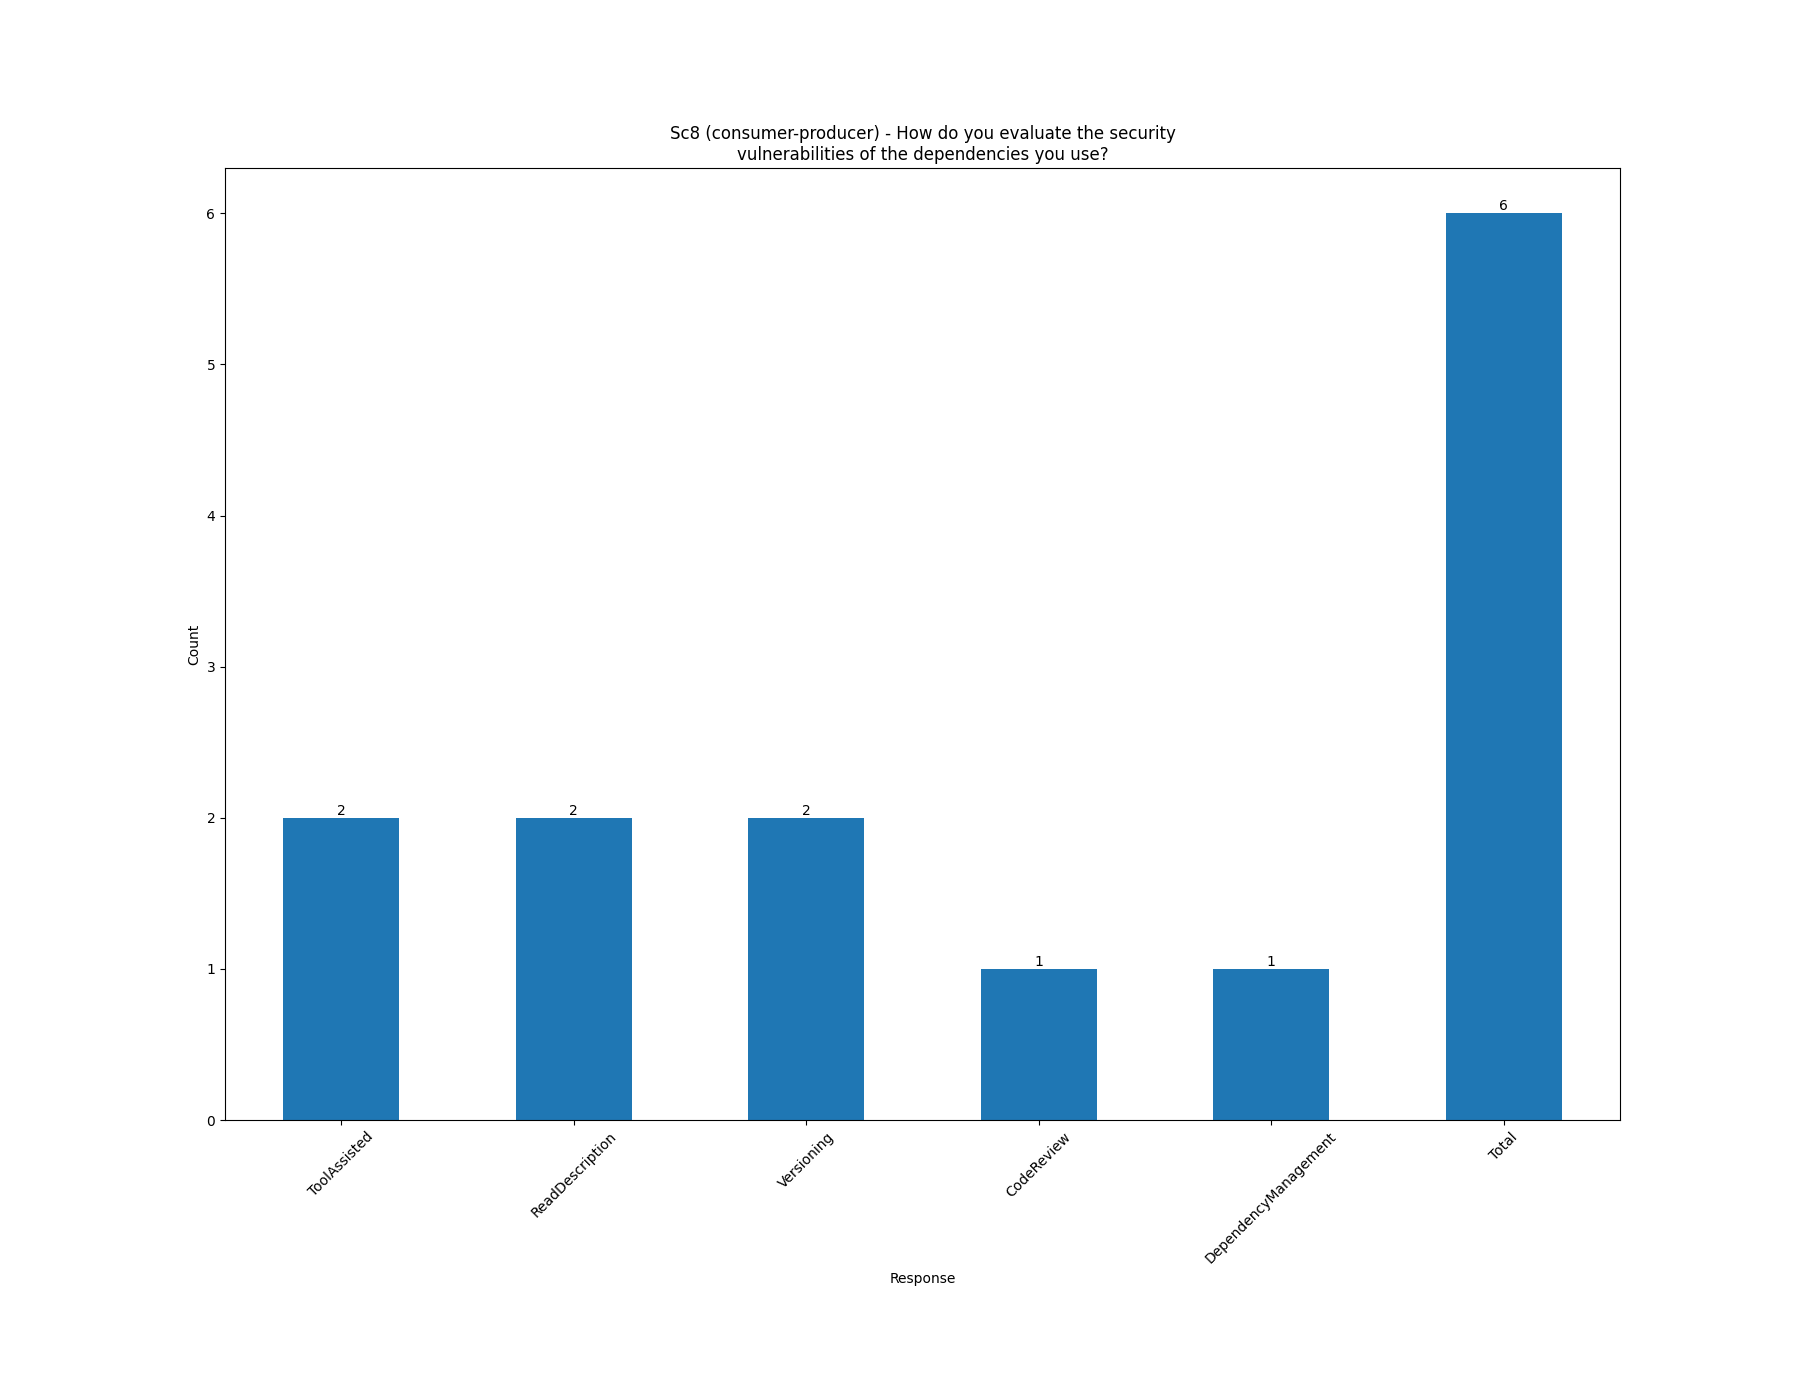 Sc8 (consumer-producer) - How do you evaluate the security
vulnerabilities of the dependencies you use?
Count
6
5
4
3
2
1
0
2
2
2
1
1
6
ToolAssisted
ReadDescription
Versioning
CodeReview
DependencyManagement
Total
Response